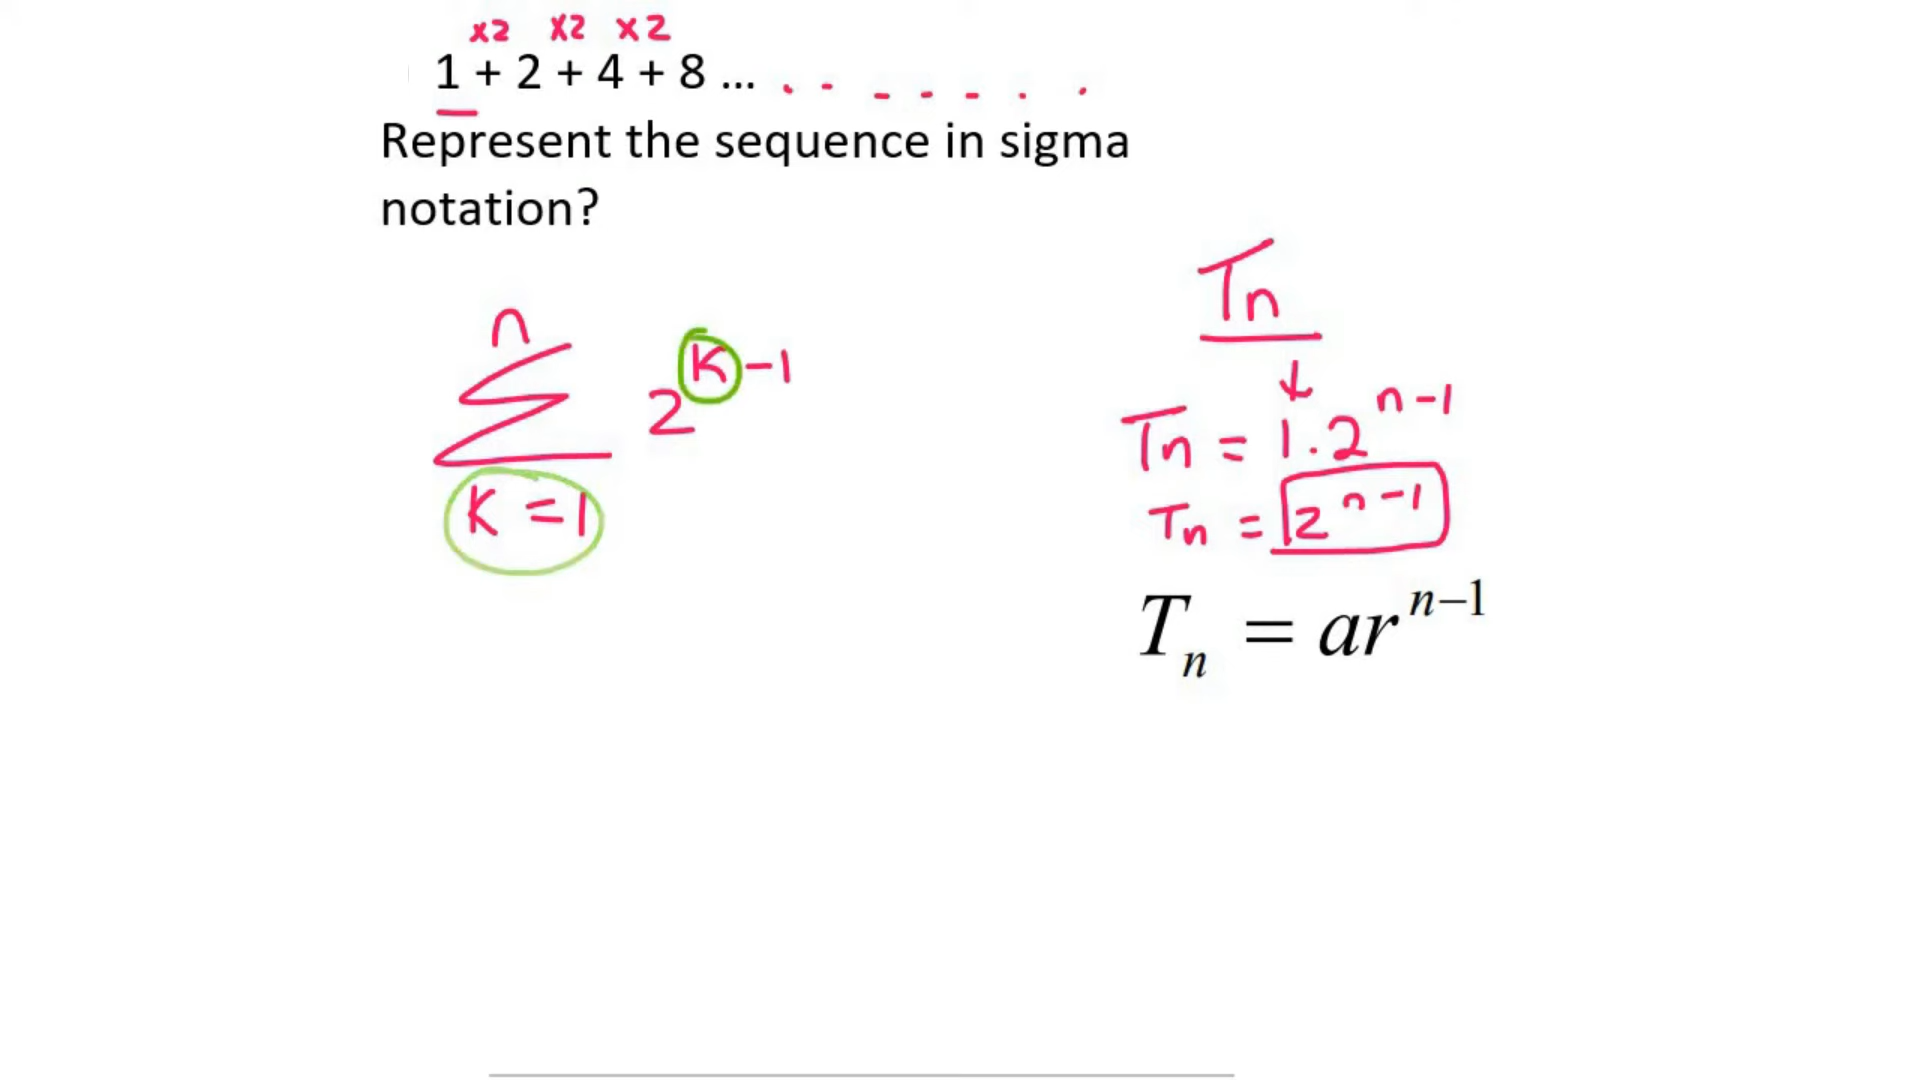 x2 x2 x2
1 + 2 + 4 + 8 ...
Represent the sequence in sigma
notation?
n
Σ 2^{K-1}
K = 1
Tn
Tn = 1.2^{n-1}
Tn = 2^{n-1}
T_n = ar^{n-1}